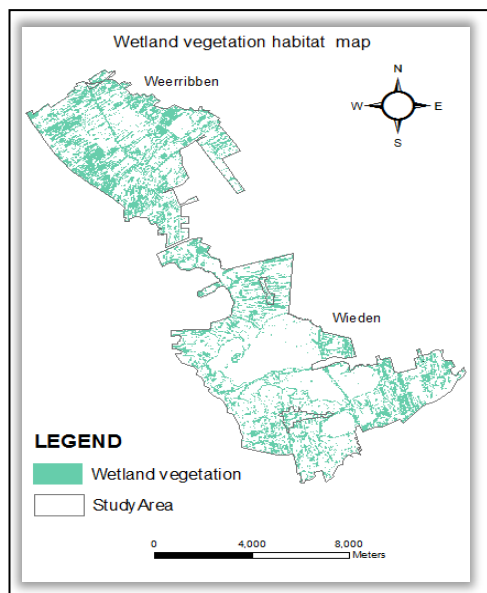 Wetland vegetation habitat map
Weerribben
N
W E
S
Wieden
LEGEND
Wetland vegetation
Study Area
0 4,000 8,000
Meters